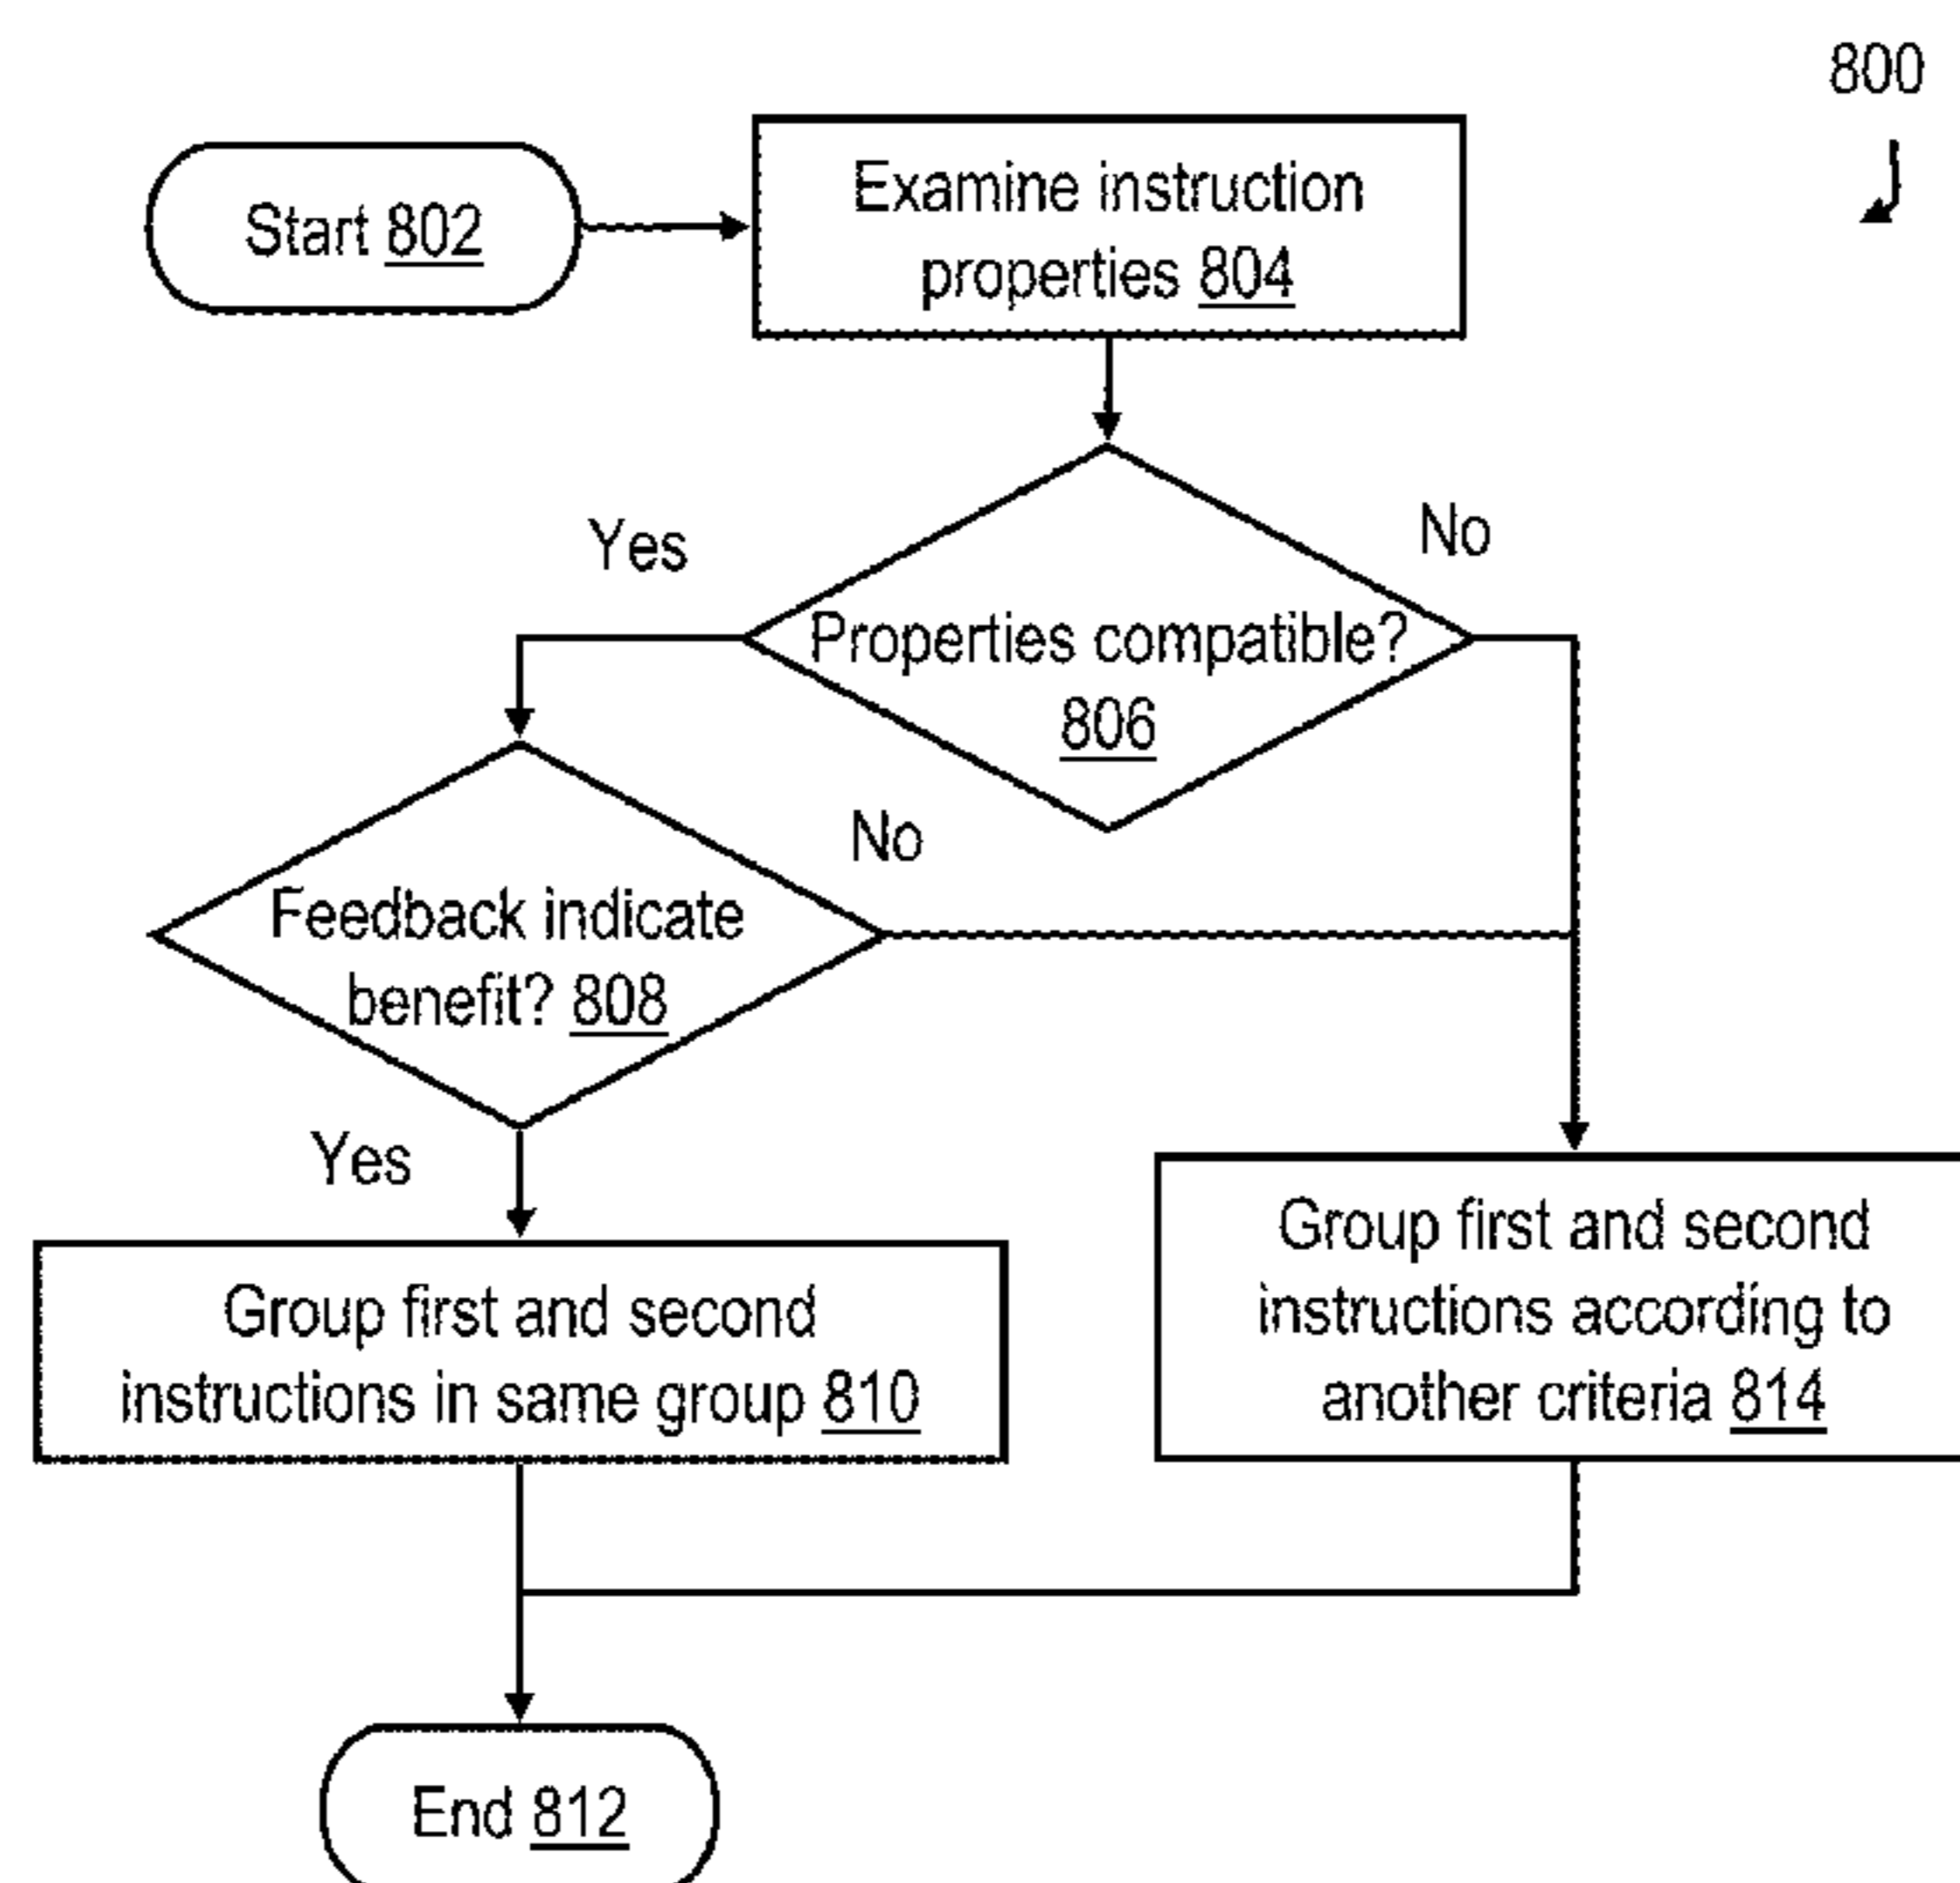 800
Start 802
Examine instruction
properties 804
Yes
No
Properties compatible?
806
No
Feedback indicate
benefit? 808
Yes
Group first and second
instructions in same group 810
Group first and second
instructions according to
another criteria 814
End 812